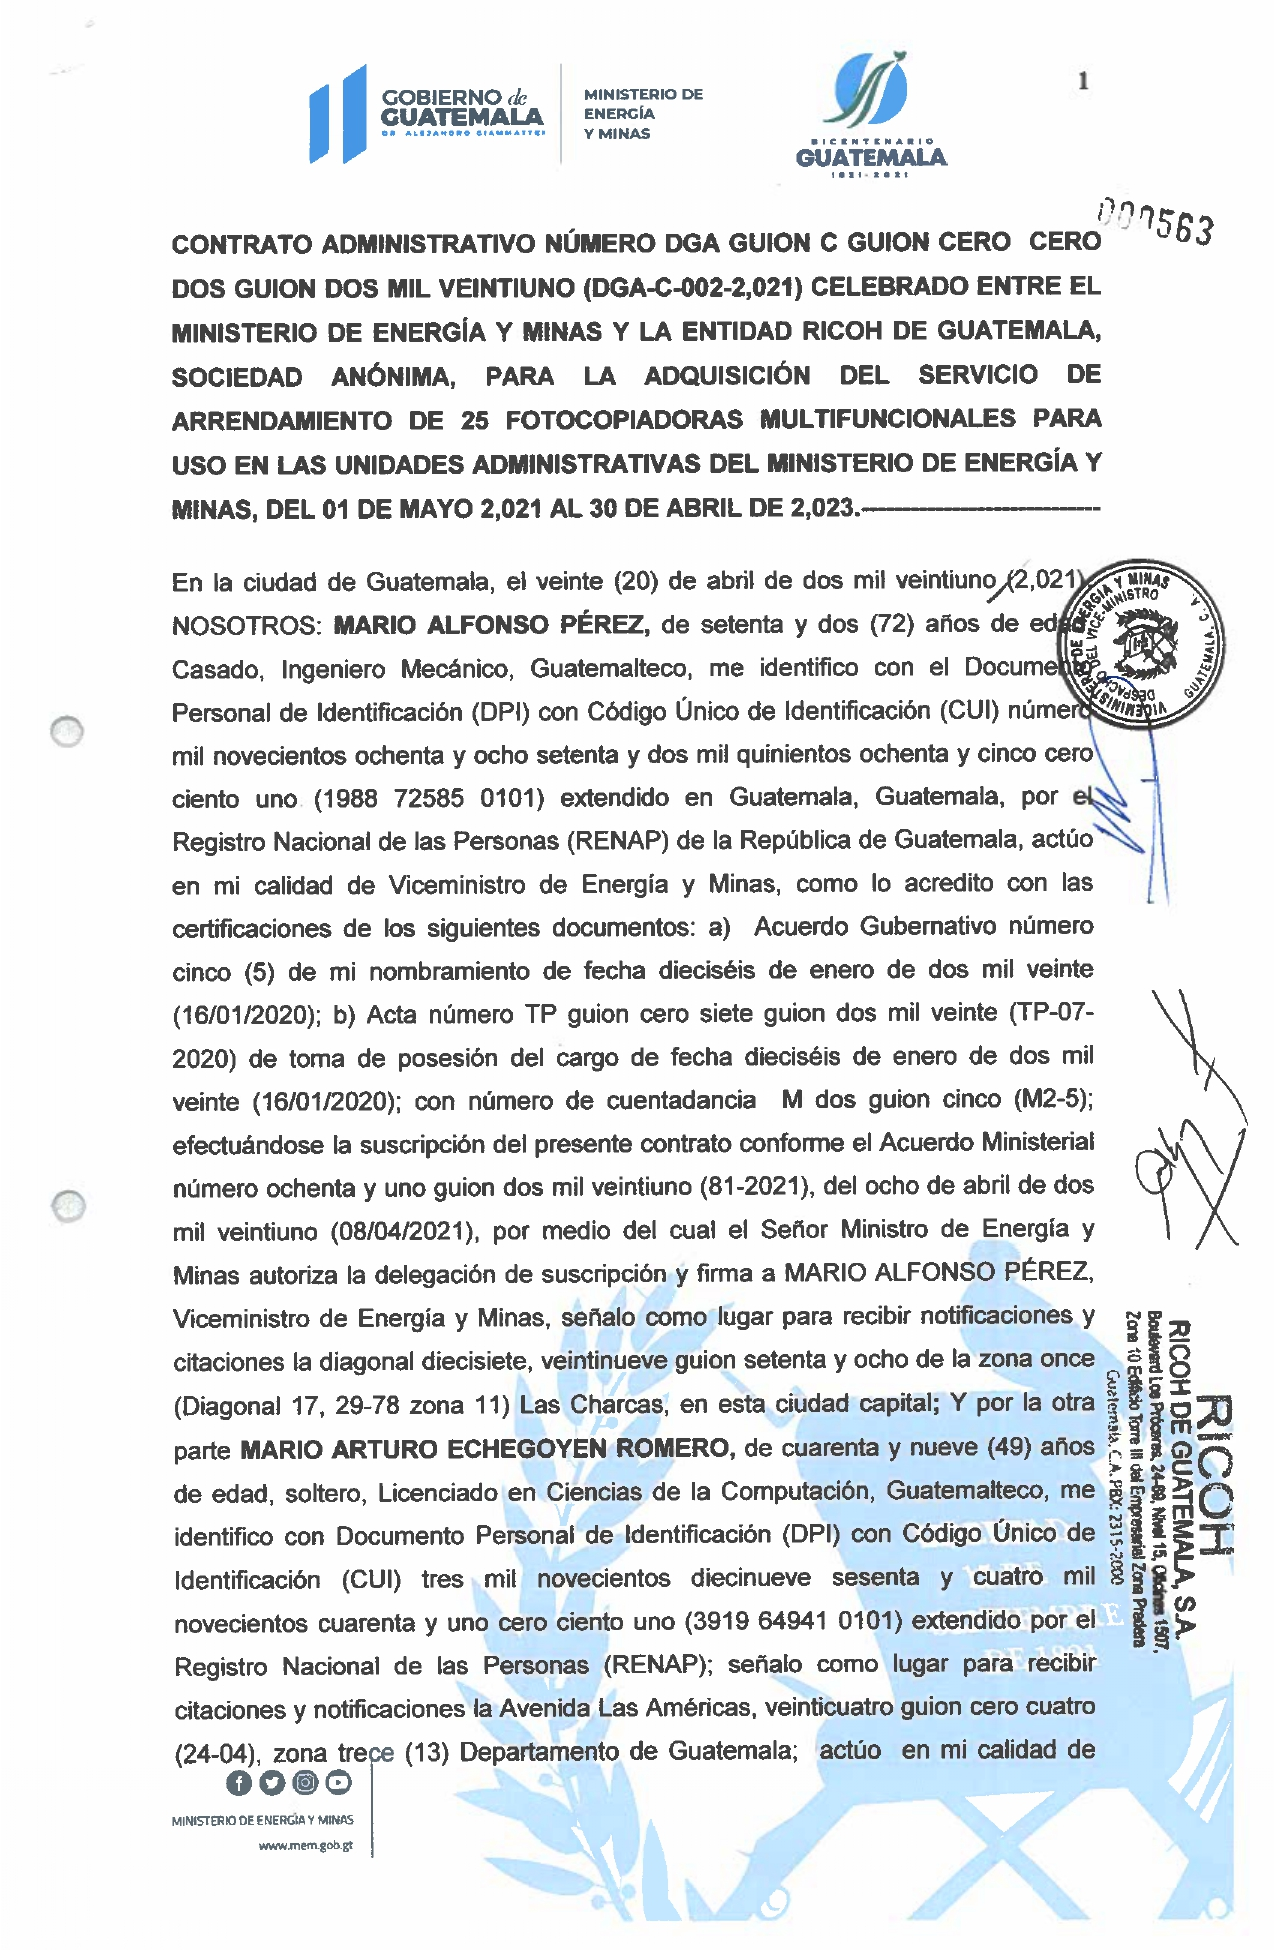 GOBIERNO de
GUATEMALA
DR. ALEJANDRO GIAMMATTEI
MINISTERIO DE
ENERGÍA
Y MINAS
BICENTENARIO
GUATEMALA
1821-2021
1
000563
CONTRATO ADMINISTRATIVO NÚMERO DGA GUION C GUION CERO CERO
DOS GUION DOS MIL VEINTIUNO (DGA-C-002-2,021) CELEBRADO ENTRE EL
MINISTERIO DE ENERGÍA Y MINAS Y LA ENTIDAD RICOH DE GUATEMALA,
SOCIEDAD ANÓNIMA, PARA LA ADQUISICIÓN DEL SERVICIO DE
ARRENDAMIENTO DE 25 FOTOCOPIADORAS MULTIFUNCIONALES PARA
USO EN LAS UNIDADES ADMINISTRATIVAS DEL MINISTERIO DE ENERGÍA Y
MINAS, DEL 01 DE MAYO 2,021 AL 30 DE ABRIL DE 2,023.-------------------------
En la ciudad de Guatemala, el veinte (20) de abril de dos mil veintiuno (2,021)
NOSOTROS: MARIO ALFONSO PÉREZ, de setenta y dos (72) años de edad
Casado, Ingeniero Mecánico, Guatemalteco, me identifico con el Documento
Personal de Identificación (DPI) con Código Único de Identificación (CUI) número
mil novecientos ochenta y ocho setenta y dos mil quinientos ochenta y cinco cero
ciento uno (1988 72585 0101) extendido en Guatemala, Guatemala, por el
Registro Nacional de las Personas (RENAP) de la República de Guatemala, actúo
en mi calidad de Viceministro de Energía y Minas, como lo acredito con las
certificaciones de los siguientes documentos: a) Acuerdo Gubernativo número
cinco (5) de mi nombramiento de fecha dieciséis de enero de dos mil veinte
(16/01/2020); b) Acta número TP guion cero siete guion dos mil veinte (TP-07-
2020) de toma de posesión del cargo de fecha dieciséis de enero de dos mil
veinte (16/01/2020); con número de cuentadancia M dos guion cinco (M2-5);
efectuándose la suscripción del presente contrato conforme el Acuerdo Ministerial
número ochenta y uno guion dos mil veintiuno (81-2021), del ocho de abril de dos
mil veintiuno (08/04/2021), por medio del cual el Señor Ministro de Energía y
Minas autoriza la delegación de suscripción y firma a MARIO ALFONSO PÉREZ,
Viceministro de Energía y Minas, señalo como lugar para recibir notificaciones y
citaciones la diagonal diecisiete, veintinueve guion setenta y ocho de la zona once
(Diagonal 17, 29-78 zona 11) Las Charcas, en esta ciudad capital; Y por la otra
parte MARIO ARTURO ECHEGOYEN ROMERO, de cuarenta y nueve (49) años
de edad, soltero, Licenciado en Ciencias de la Computación, Guatemalteco, me
identifico con Documento Personal de Identificación (DPI) con Código Único de
Identificación (CUI) tres mil novecientos diecinueve sesenta y cuatro mil
novecientos cuarenta y uno cero ciento uno (3919 64941 0101) extendido por el
Registro Nacional de las Personas (RENAP); señalo como lugar para recibir
citaciones y notificaciones la Avenida Las Américas, veinticuatro guion cero cuatro
(24-04), zona trece (13) Departamento de Guatemala; actúo en mi calidad de
RICOH
RICOH DE GUATEMALA, S.A.
Boulevard Los Próceres, 24-69, Nivel 15, Oficinas 1507,
Zona 10 Edificio Torre III del Empresarial Zona Pradera
Guatemala, C.A. PBX: 2315-2000
MINISTERIO DE ENERGÍA Y MINAS
www.mem.gob.gt